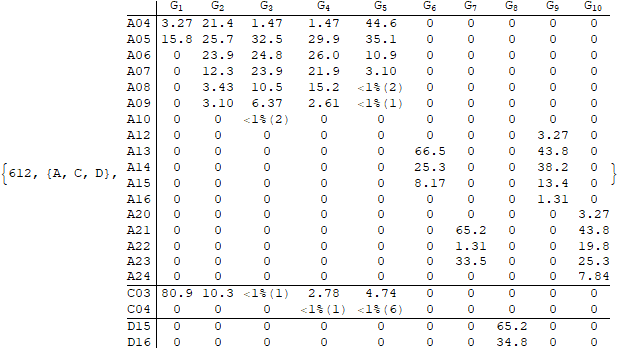 G₁ G₂ G₃ G₄ G₅ G₆ G₇ G₈ G₉ G₁₀
A04 3.27 21.4 1.47 1.47 44.6 0 0 0 0 0
A05 15.8 25.7 32.5 29.9 35.1 0 0 0 0 0
A06 0 23.9 24.8 26.0 10.9 0 0 0 0 0
A07 0 12.3 23.9 21.9 3.10 0 0 0 0 0
A08 0 3.43 10.5 15.2 <1%(2) 0 0 0 0 0
A09 0 3.10 6.37 2.61 <1%(1) 0 0 0 0 0
A10 0 0 <1%(2) 0 0 0 0 0 0 0
A12 0 0 0 0 0 0 0 0 3.27 0
A13 0 0 0 0 0 66.5 0 0 43.8 0
{612, {A, C, D}, A14 0 0 0 0 0 25.3 0 0 38.2 0 }
A15 0 0 0 0 0 8.17 0 0 13.4 0
A16 0 0 0 0 0 0 0 0 1.31 0
A20 0 0 0 0 0 0 0 0 0 3.27
A21 0 0 0 0 0 0 65.2 0 0 43.8
A22 0 0 0 0 0 0 1.31 0 0 19.8
A23 0 0 0 0 0 0 33.5 0 0 25.3
A24 0 0 0 0 0 0 0 0 0 7.84
C03 80.9 10.3 <1%(1) 2.78 4.74 0 0 0 0 0
C04 0 0 0 <1%(1) <1%(6) 0 0 0 0 0
D15 0 0 0 0 0 0 0 65.2 0 0
D16 0 0 0 0 0 0 0 34.8 0 0